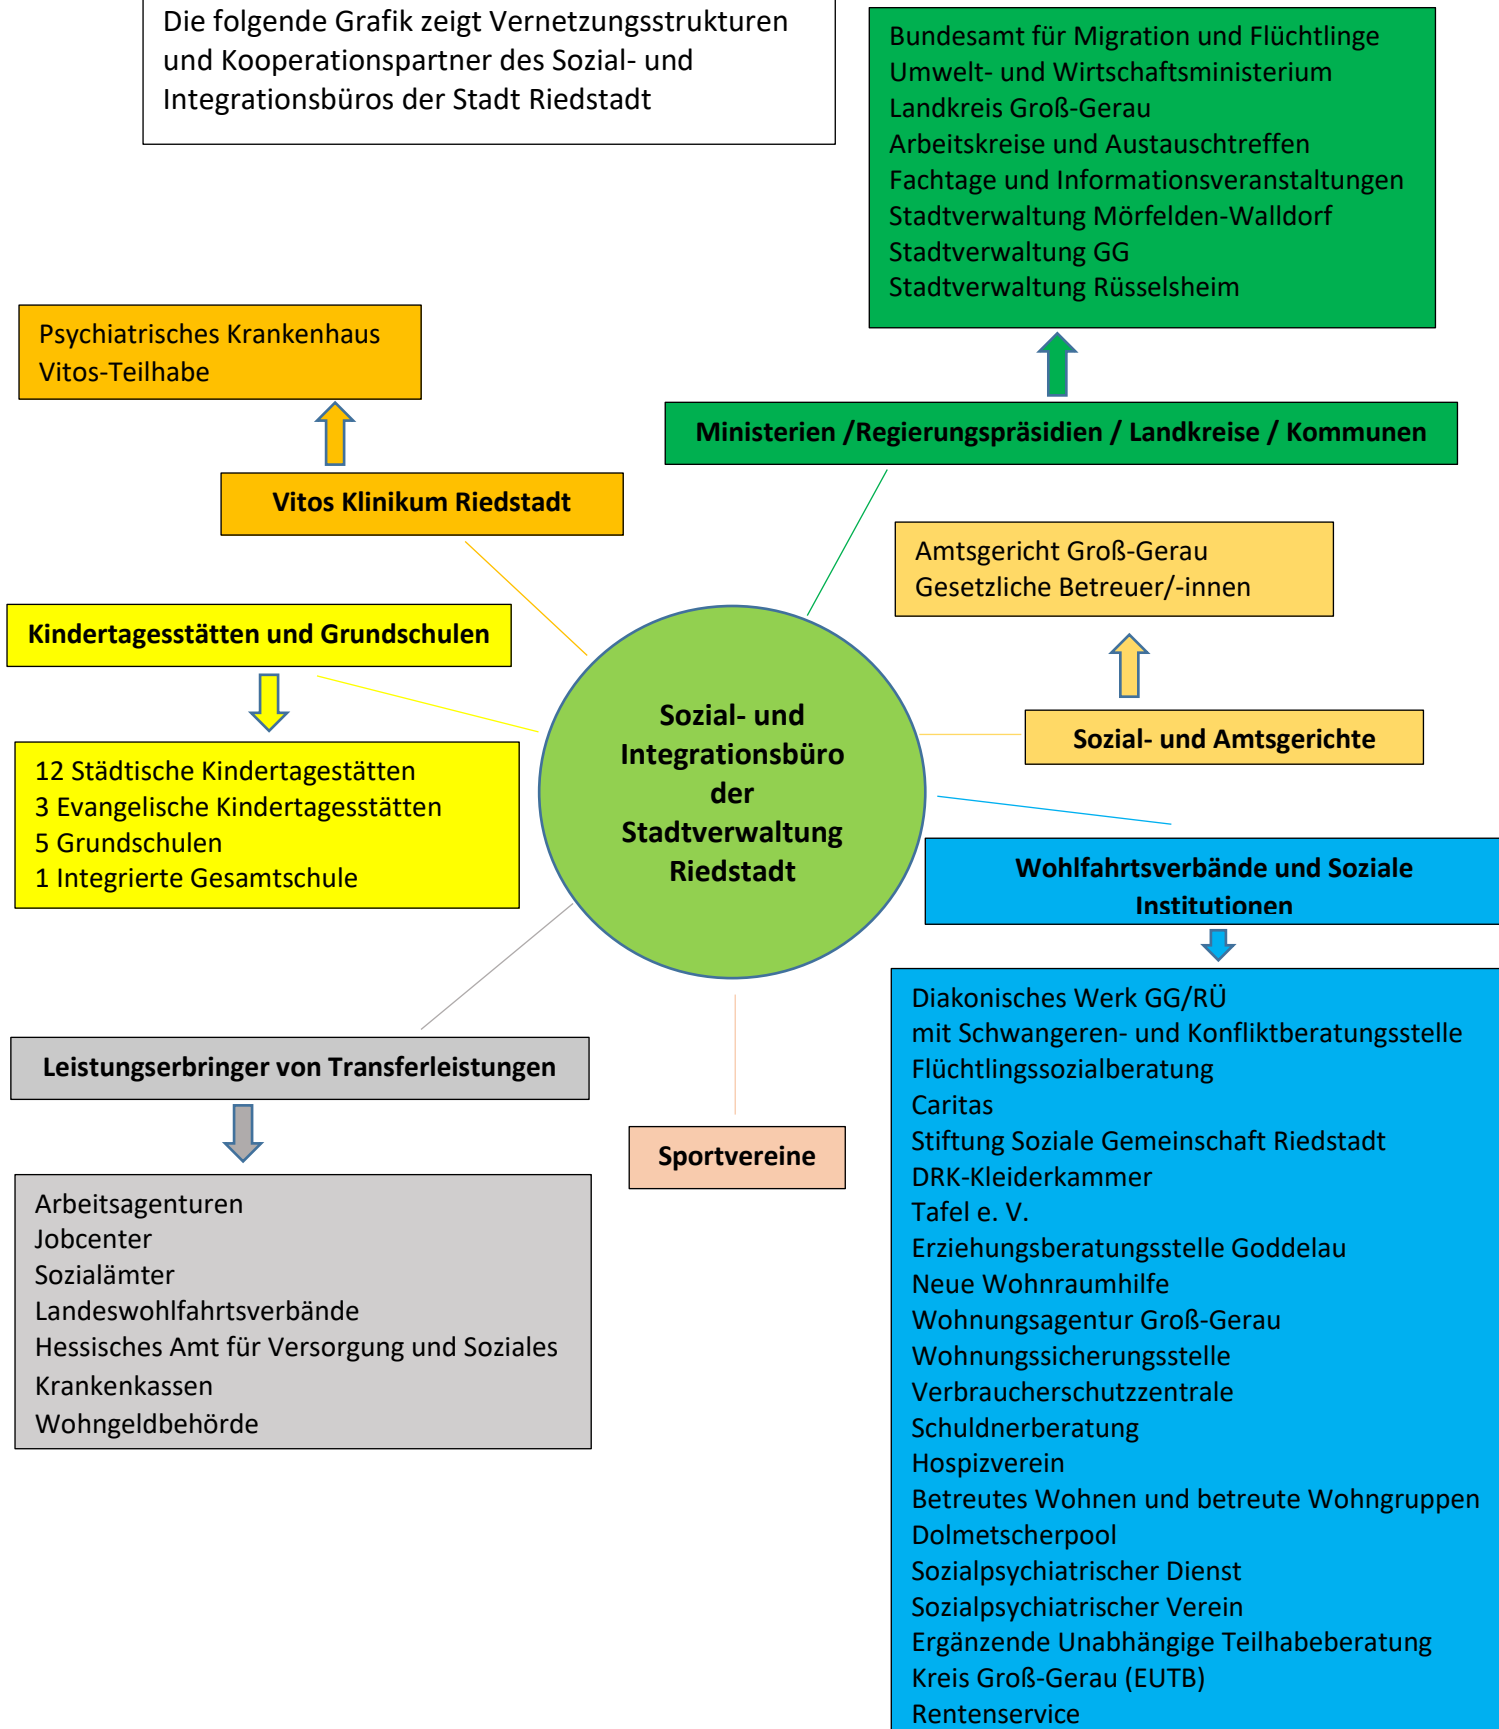 Die folgende Grafik zeigt Vernetzungsstrukturen
und Kooperationspartner des Sozial- und
Integrationsbüros der Stadt Riedstadt
Bundesamt für Migration und Flüchtlinge
Umwelt- und Wirtschaftsministerium
Landkreis Groß-Gerau
Arbeitskreise und Austauschtreffen
Fachtage und Informationsveranstaltungen
Stadtverwaltung Mörfelden-Walldorf
Stadtverwaltung GG
Stadtverwaltung Rüsselsheim
Psychiatrisches Krankenhaus
Vitos-Teilhabe
Ministerien /Regierungspräsidien / Landkreise / Kommunen
Vitos Klinikum Riedstadt
Amtsgericht Groß-Gerau
Gesetzliche Betreuer/-innen
Kindertagesstätten und Grundschulen
Sozial- und
Integrationsbüro
der
Stadtverwaltung
Riedstadt
Sozial- und Amtsgerichte
12 Städtische Kindertagestätten
3 Evangelische Kindertagesstätten
5 Grundschulen
1 Integrierte Gesamtschule
Wohlfahrtsverbände und Soziale
Institutionen
Leistungserbringer von Transferleistungen
Sportvereine
Arbeitsagenturen
Jobcenter
Sozialämter
Landeswohlfahrtsverbände
Hessisches Amt für Versorgung und Soziales
Krankenkassen
Wohngeldbehörde
Diakonisches Werk GG/RÜ
mit Schwangeren- und Konfliktberatungsstelle
Flüchtlingssozialberatung
Caritas
Stiftung Soziale Gemeinschaft Riedstadt
DRK-Kleiderkammer
Tafel e. V.
Erziehungsberatungsstelle Goddelau
Neue Wohnraumhilfe
Wohnungsagentur Groß-Gerau
Wohnungssicherungsstelle
Verbraucherschutzzentrale
Schuldnerberatung
Hospizverein
Betreutes Wohnen und betreute Wohngruppen
Dolmetscherpool
Sozialpsychiatrischer Dienst
Sozialpsychiatrischer Verein
Ergänzende Unabhängige Teilhabeberatung
Kreis Groß-Gerau (EUTB)
Rentenservice